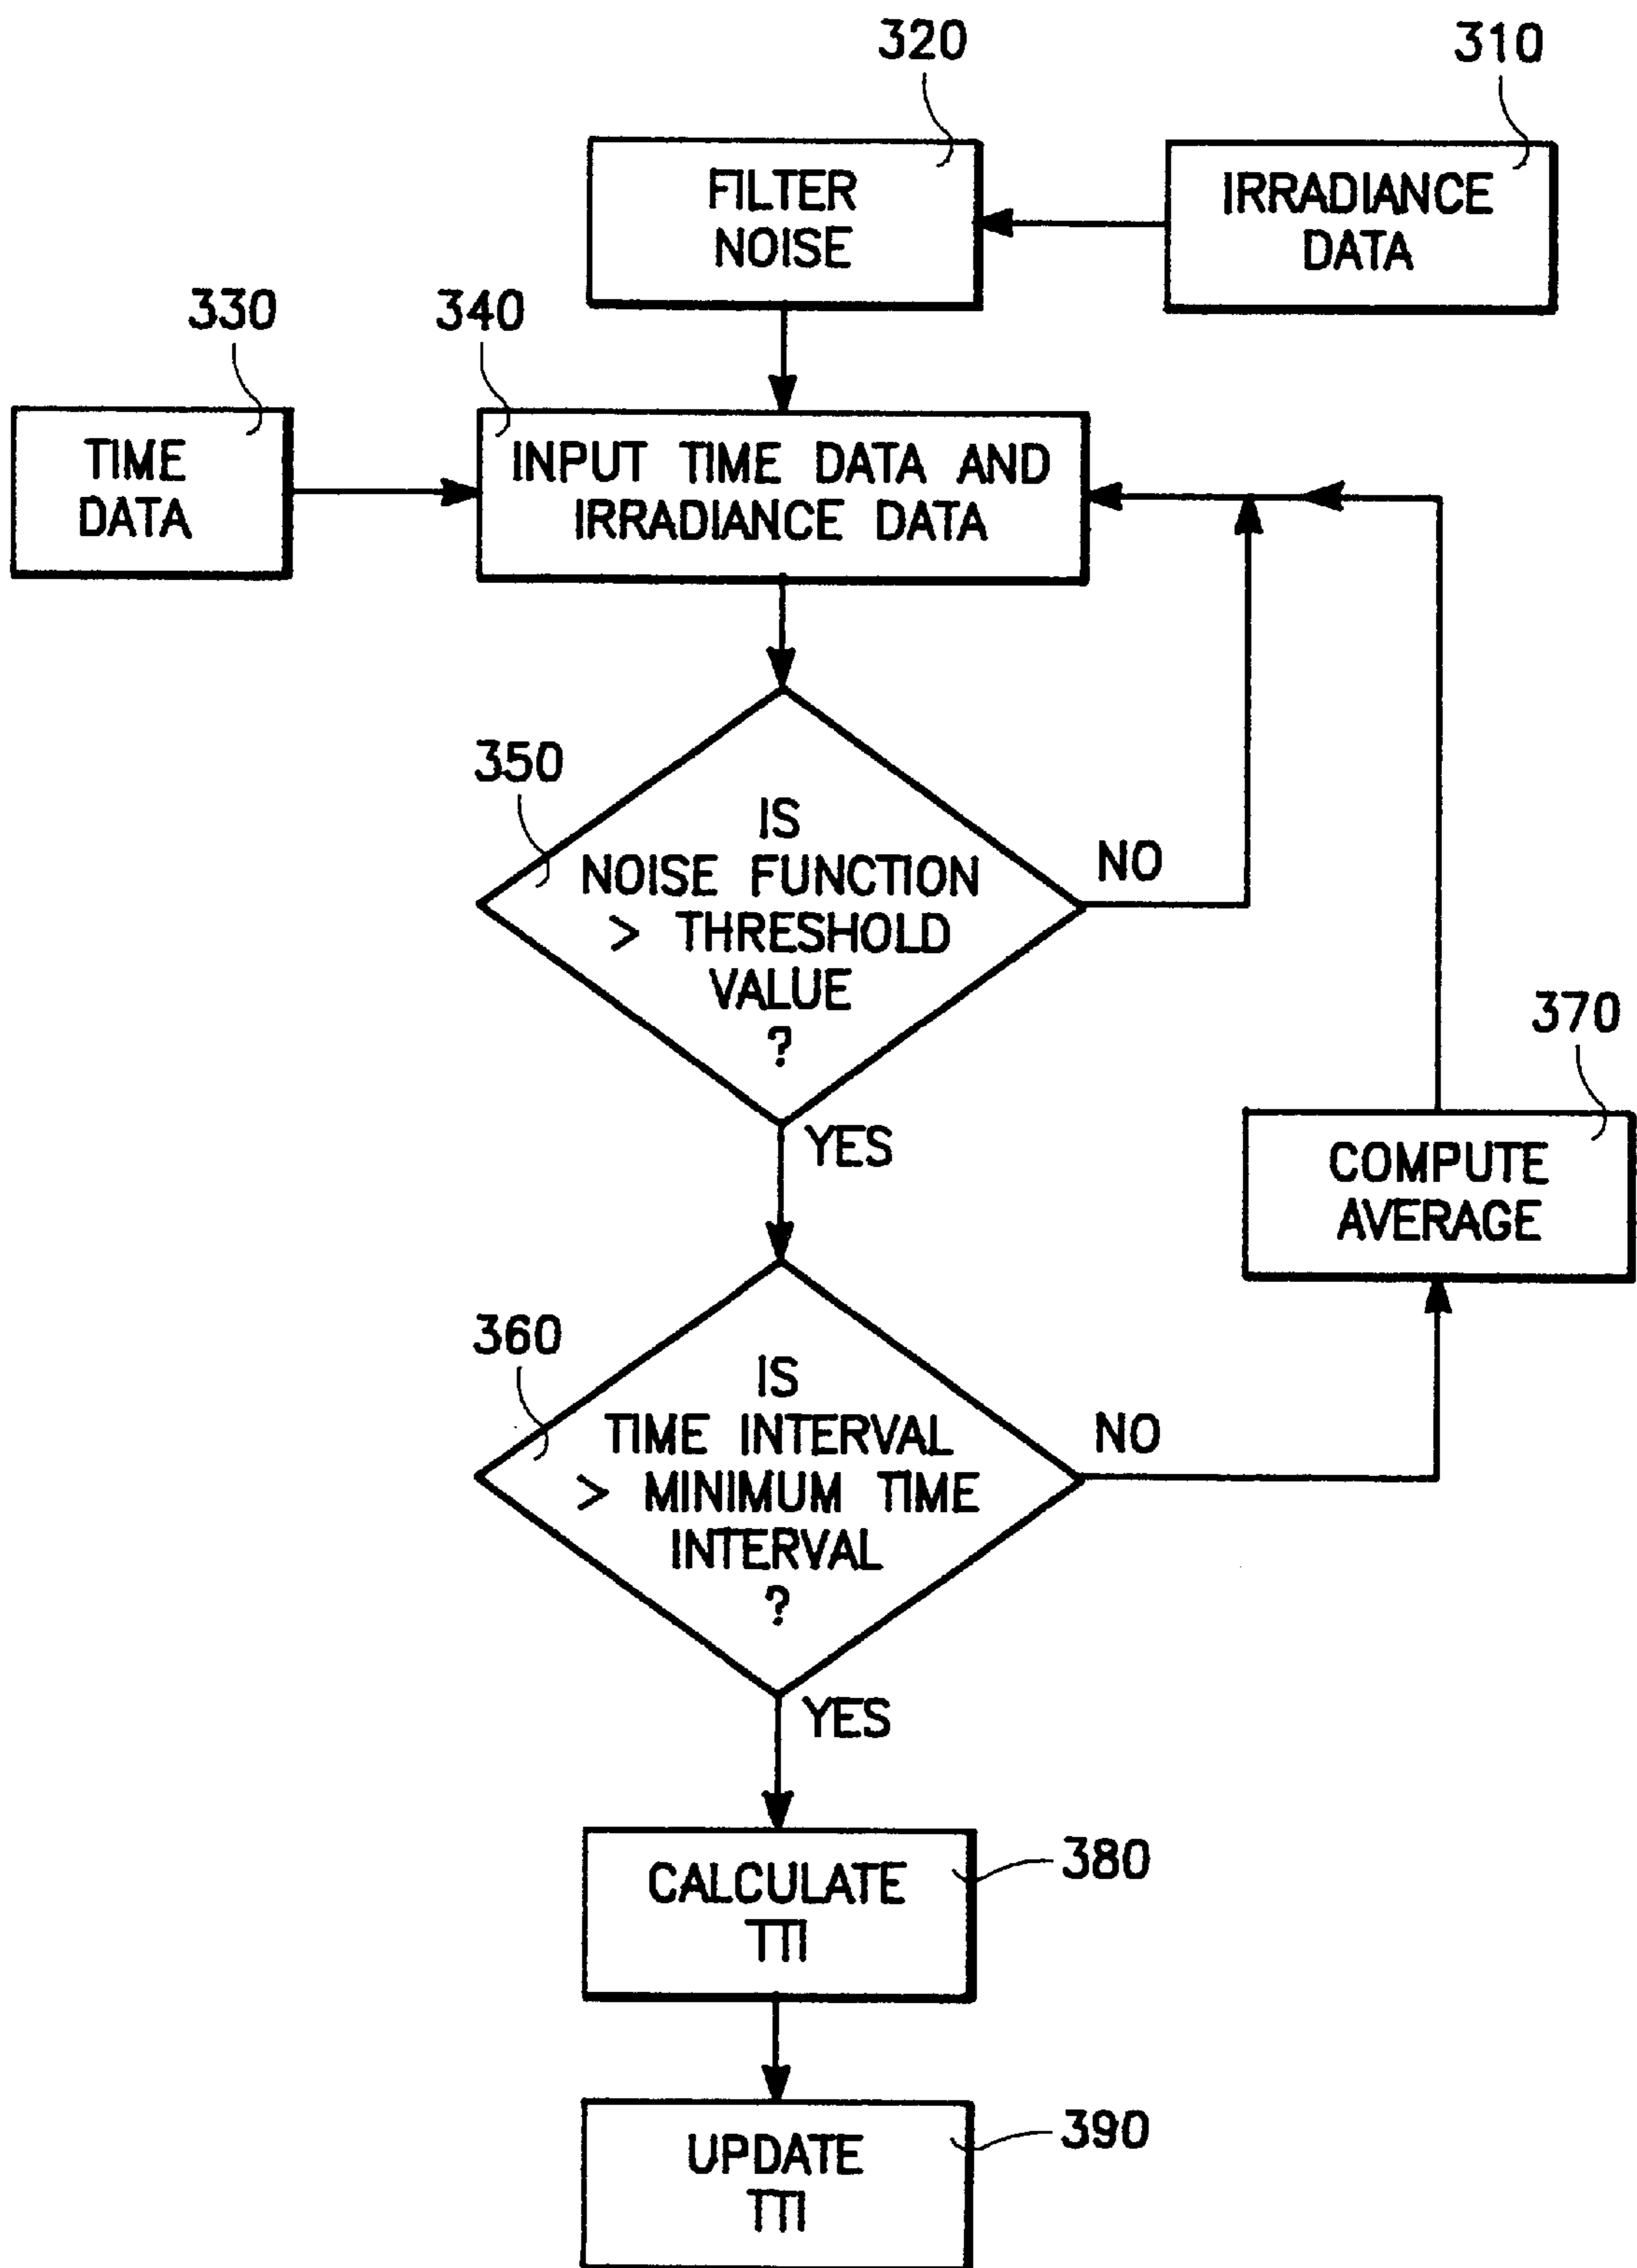 320
310
FILTER
NOISE
IRRADIANCE
DATA
330
340
TIME
DATA
INPUT TIME DATA AND
IRRADIANCE DATA
350
IS
NOISE FUNCTION
> THRESHOLD
VALUE
?
NO
YES
370
COMPUTE
AVERAGE
360
IS
TIME INTERVAL
> MINIMUM TIME
INTERVAL
?
NO
YES
CALCULATE
TTI
380
UPDATE
TTI
390